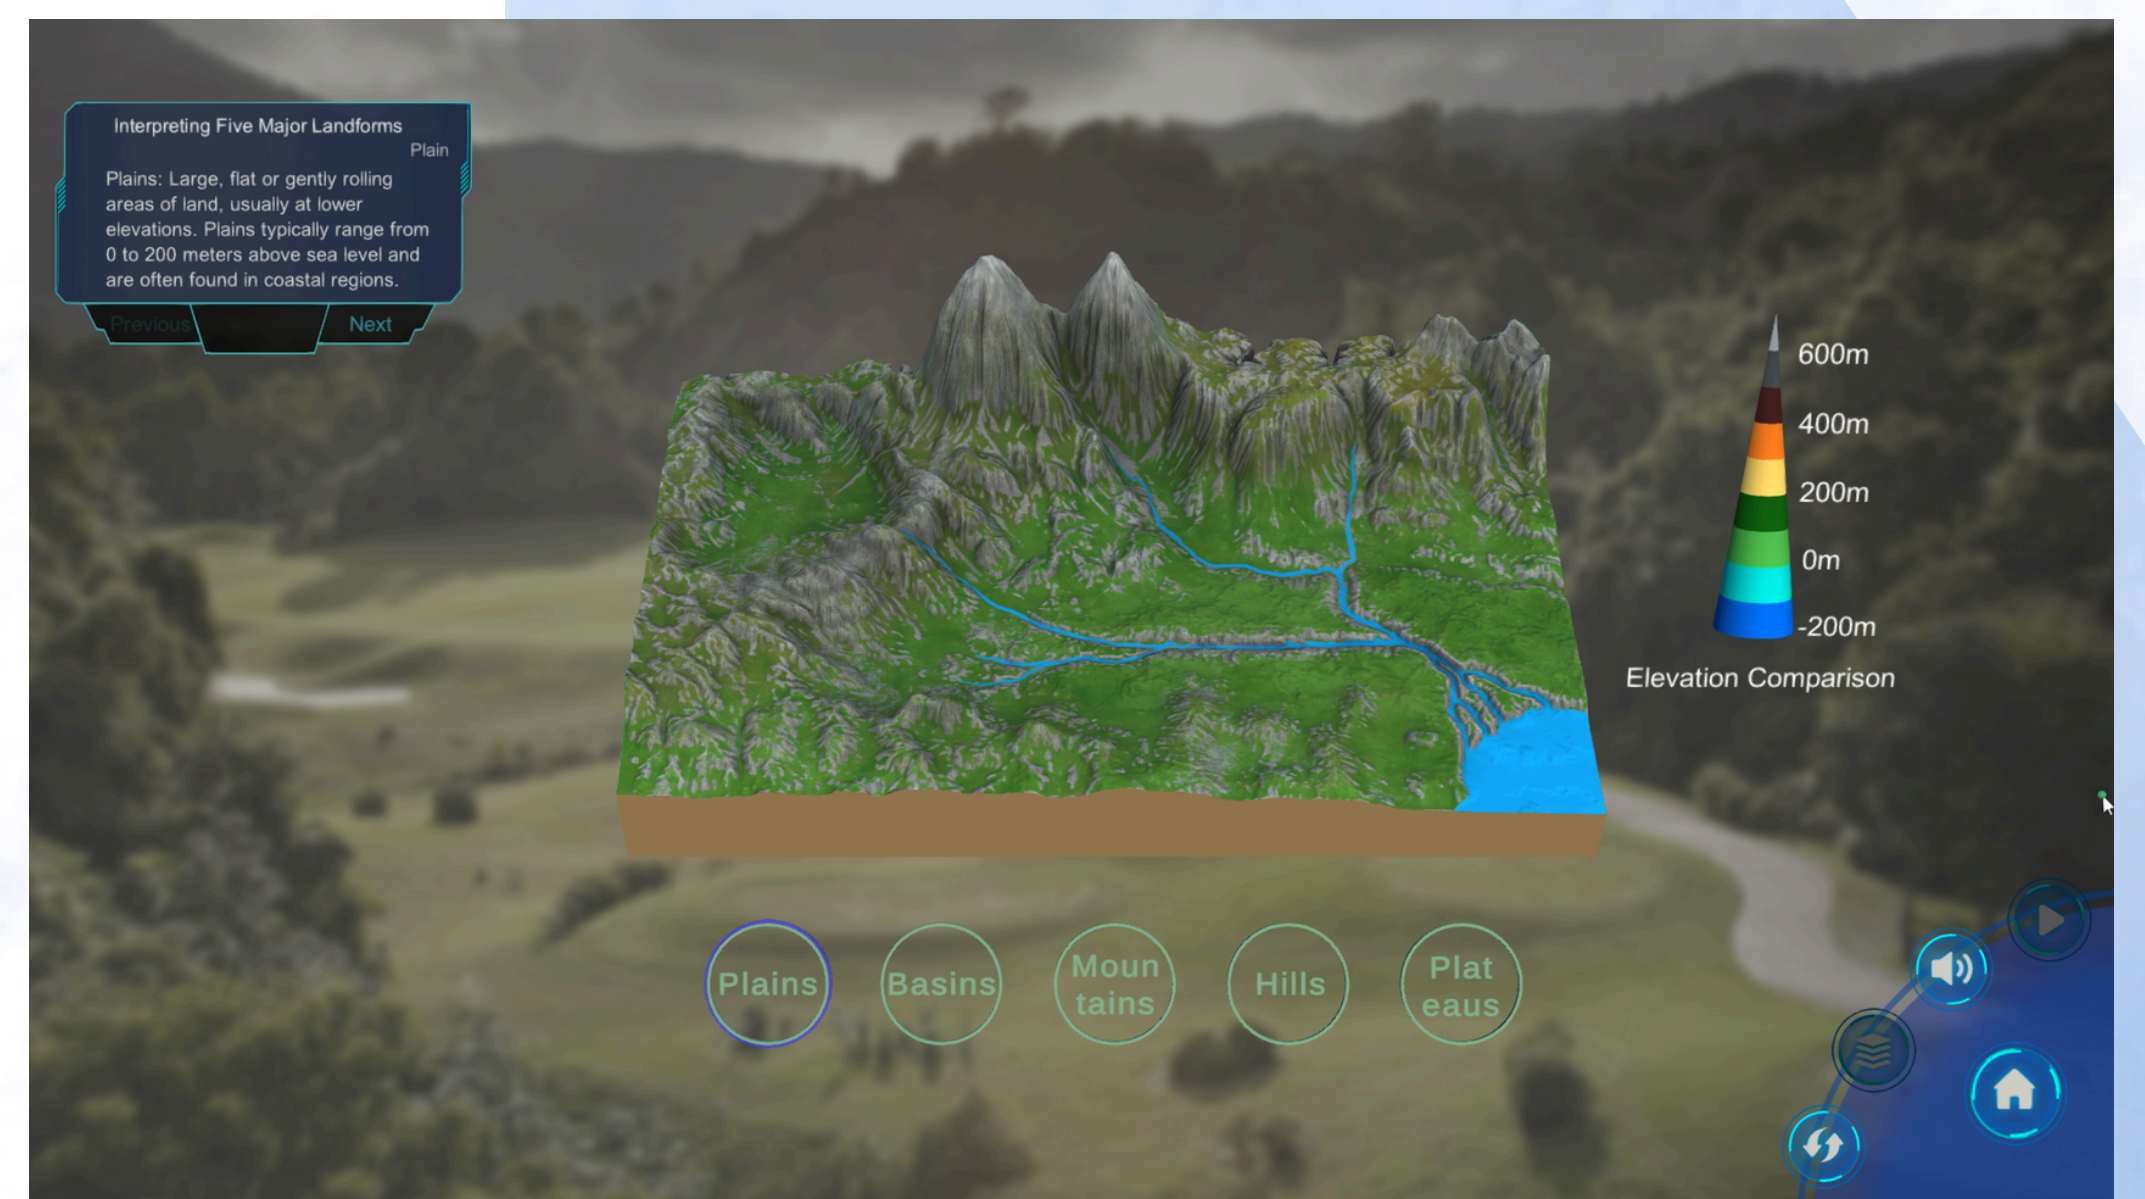 Interpreting Five Major Landforms
Plain
Plains: Large, flat or gently rolling
areas of land, usually at lower
elevations. Plains typically range from
0 to 200 meters above sea level and
are often found in coastal regions.
Previous
Next
600m
400m
200m
0m
-200m
Elevation Comparison
Plains
Basins
Moun
tains
Hills
Plat
eaus